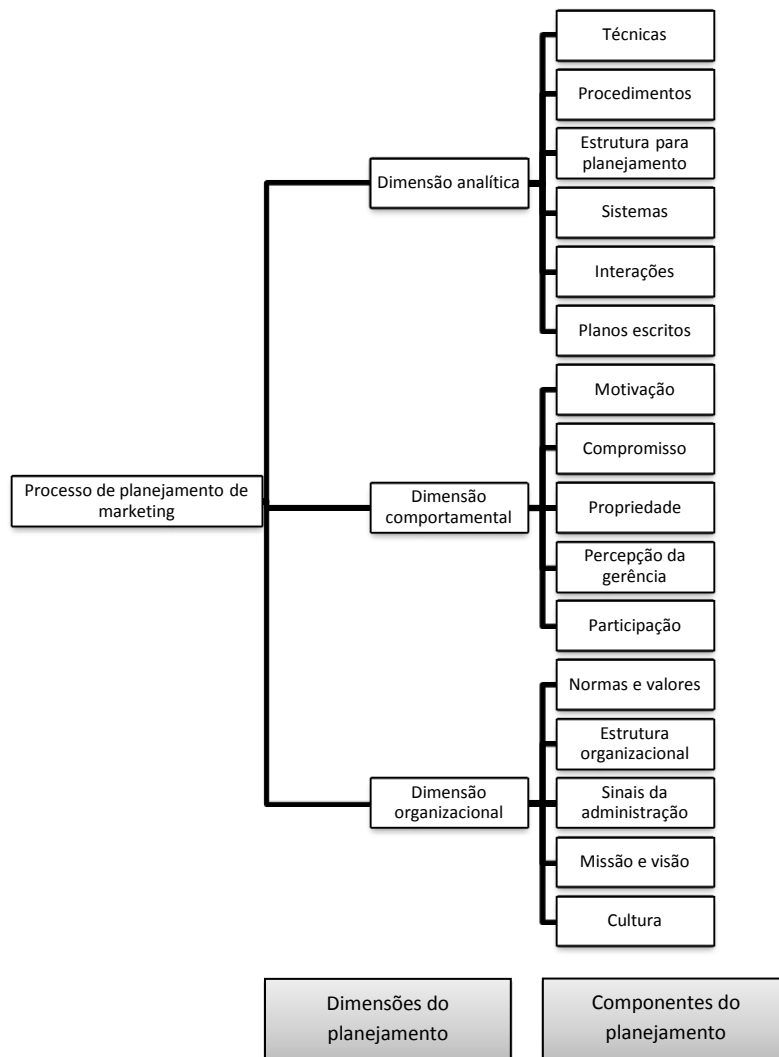 Processo de planejamento de
marketing
Dimensão analítica
Técnicas
Procedimentos
Estrutura para
planejamento
Sistemas
Interações
Planos escritos
Dimensão
comportamental
Motivação
Compromisso
Propriedade
Percepção da
gerência
Participação
Dimensão
organizacional
Normas e valores
Estrutura
organizacional
Sinais da
administração
Missão e visão
Cultura
Dimensões do
planejamento
Componentes do
planejamento